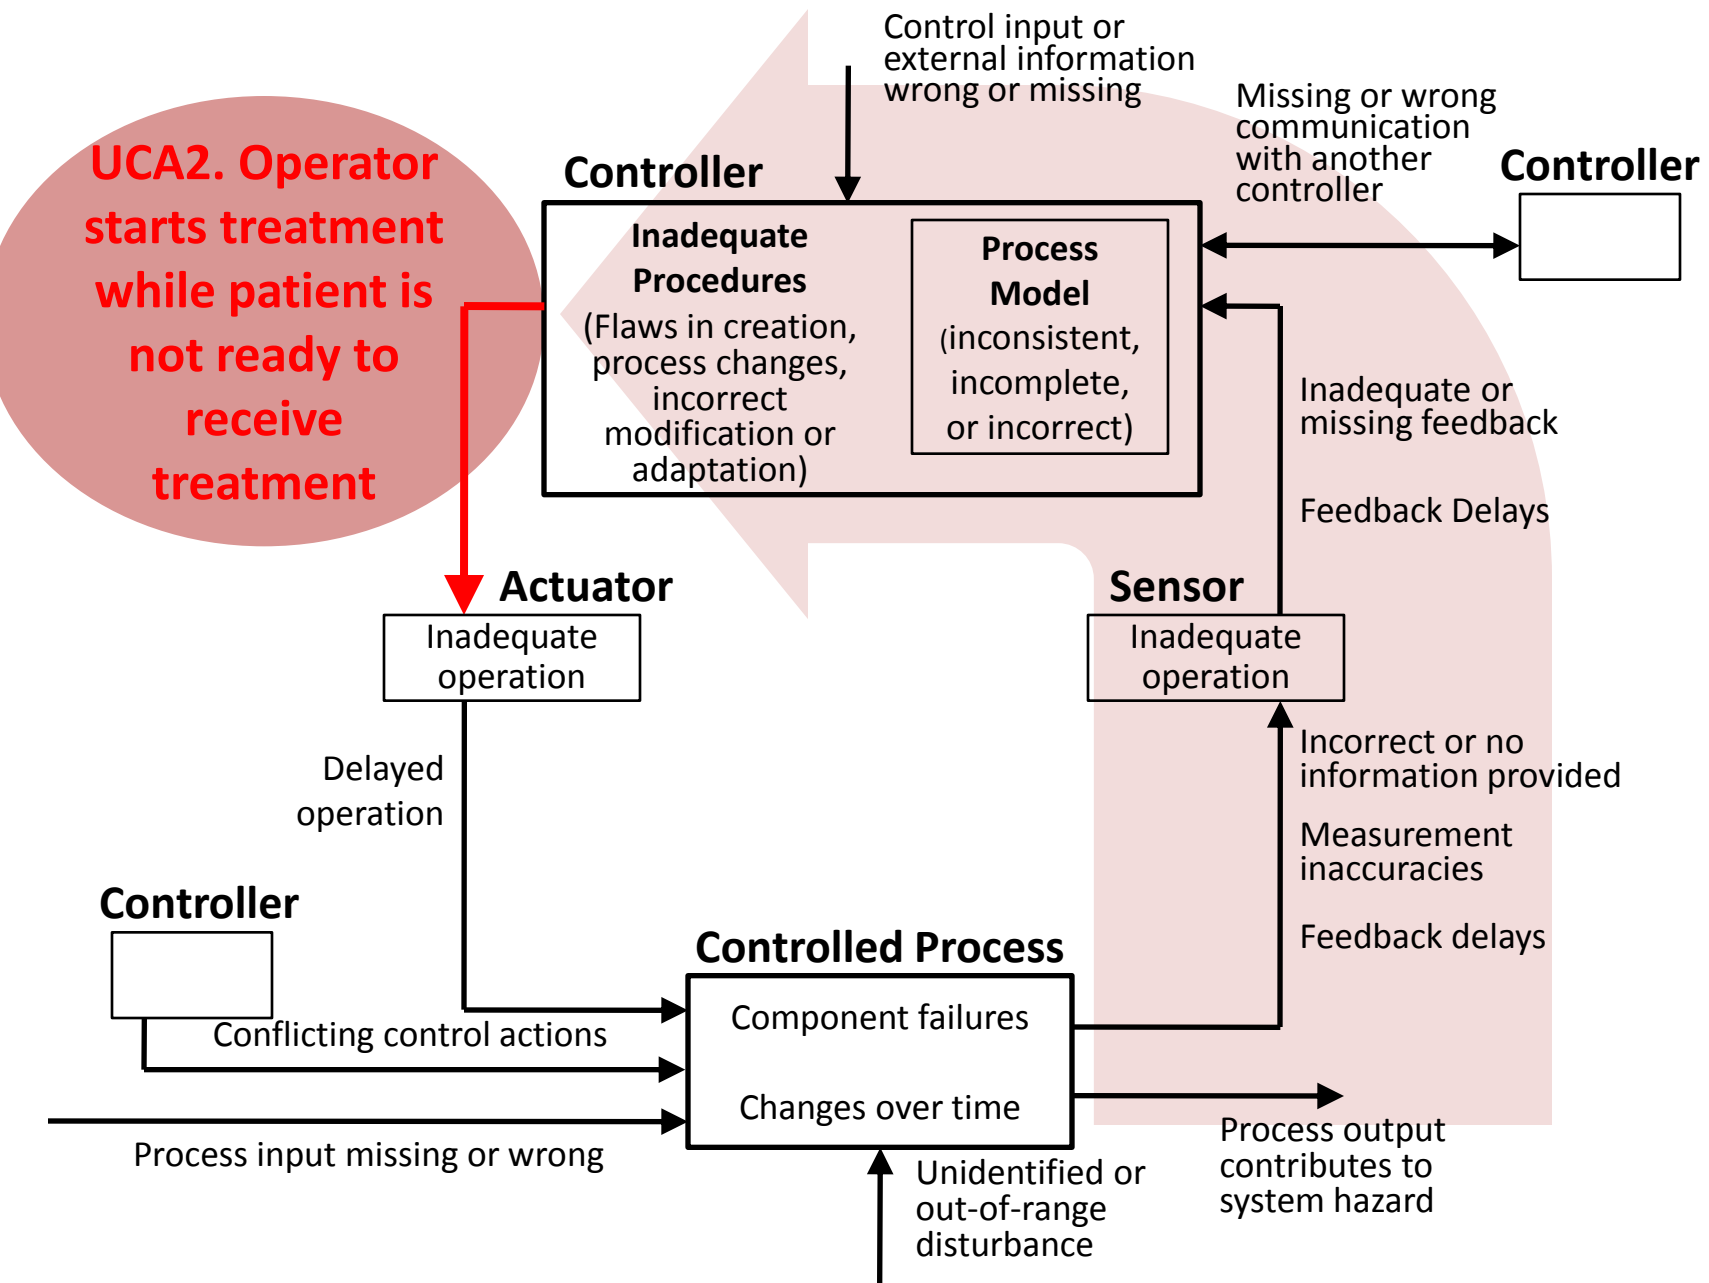 Control input or
external information
wrong or missing
Missing or wrong
communication
with another
controller
Controller
UCA2. Operator
starts treatment
while patient is
not ready to
receive
treatment
Controller
Inadequate
Procedures
(Flaws in creation,
process changes,
incorrect
modification or
adaptation)
Process
Model
(inconsistent,
incomplete,
or incorrect)
Inadequate or
missing feedback
Feedback Delays
Actuator
Inadequate
operation
Sensor
Inadequate
operation
Delayed
operation
Incorrect or no
information provided
Measurement
inaccuracies
Feedback delays
Controller
Conflicting control actions
Controlled Process
Component failures
Changes over time
Process input missing or wrong
Unidentified or
out-of-range
disturbance
Process output
contributes to
system hazard